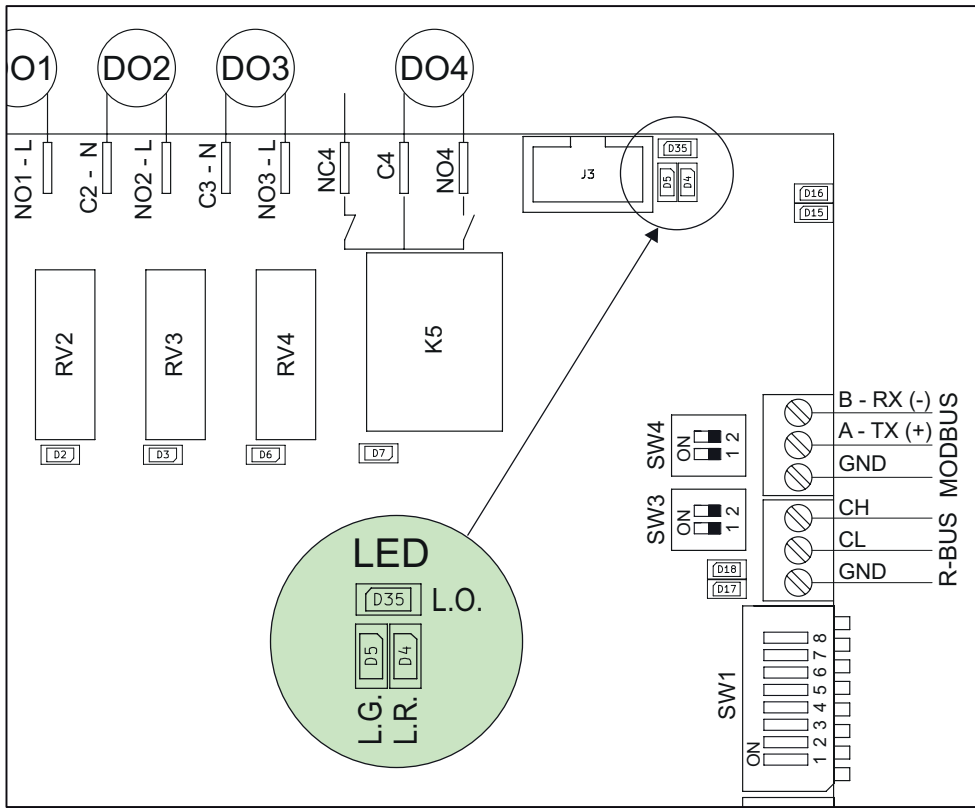 DO1
DO2
DO3
DO4
NO1 - L
C2 - N
NO2 - L
C3 - N
NO3 - L
NC4
C4
NO4
J3
D35
D5
D4
D16
D15
RV2
RV3
RV4
K5
D2
D3
D6
D7
SW4
ON
1 2
B - RX (-)
A - TX (+)
GND
MODBUS
SW3
ON
1 2
CH
CL
GND
R-BUS
D18
D17
LED
D35 L.O.
D5
D4
L.G.
L.R.
SW1
ON
1 2 3 4 5 6 7 8